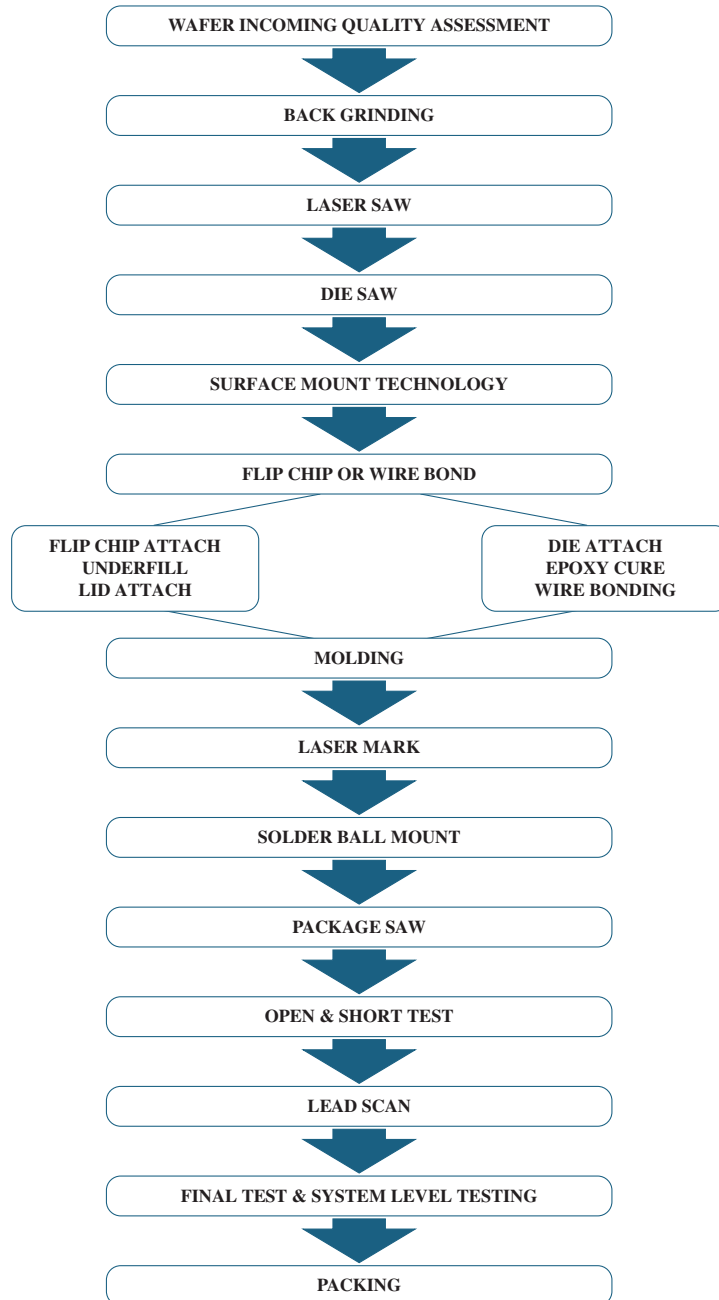 WAFER INCOMING QUALITY ASSESSMENT
BACK GRINDING
LASER SAW
DIE SAW
SURFACE MOUNT TECHNOLOGY
FLIP CHIP OR WIRE BOND
FLIP CHIP ATTACH
UNDERFILL
LID ATTACH
DIE ATTACH
EPOXY CURE
WIRE BONDING
MOLDING
LASER MARK
SOLDER BALL MOUNT
PACKAGE SAW
OPEN & SHORT TEST
LEAD SCAN
FINAL TEST & SYSTEM LEVEL TESTING
PACKING